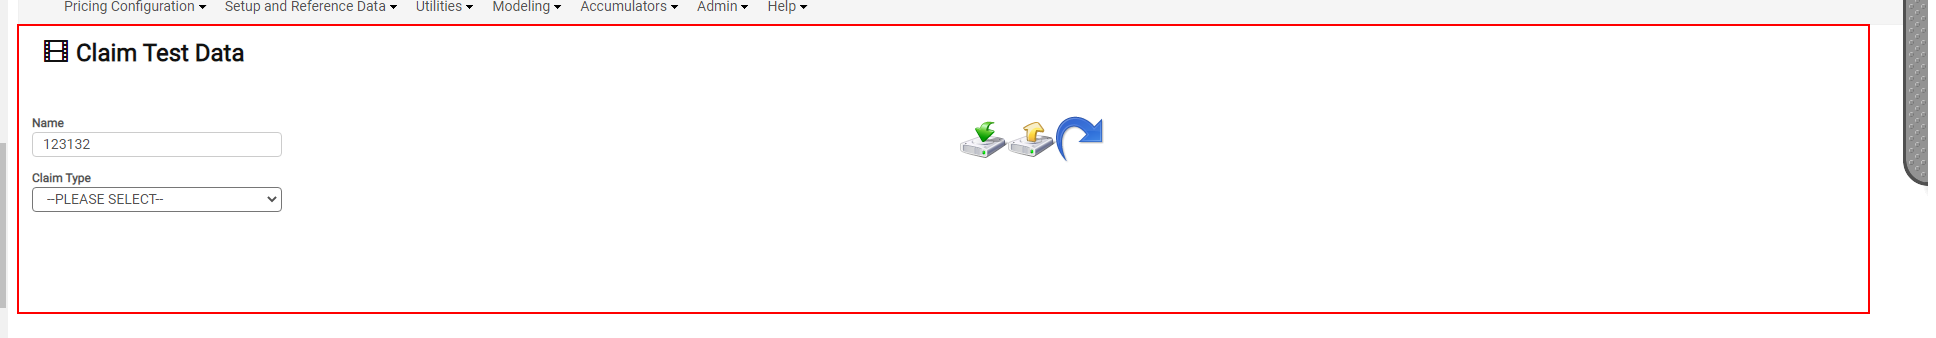 Pricing Configuration Setup and Reference Data Utilities Modeling Accumulators Admin Help
Claim Test Data
Name
123132
Claim Type
--PLEASE SELECT--